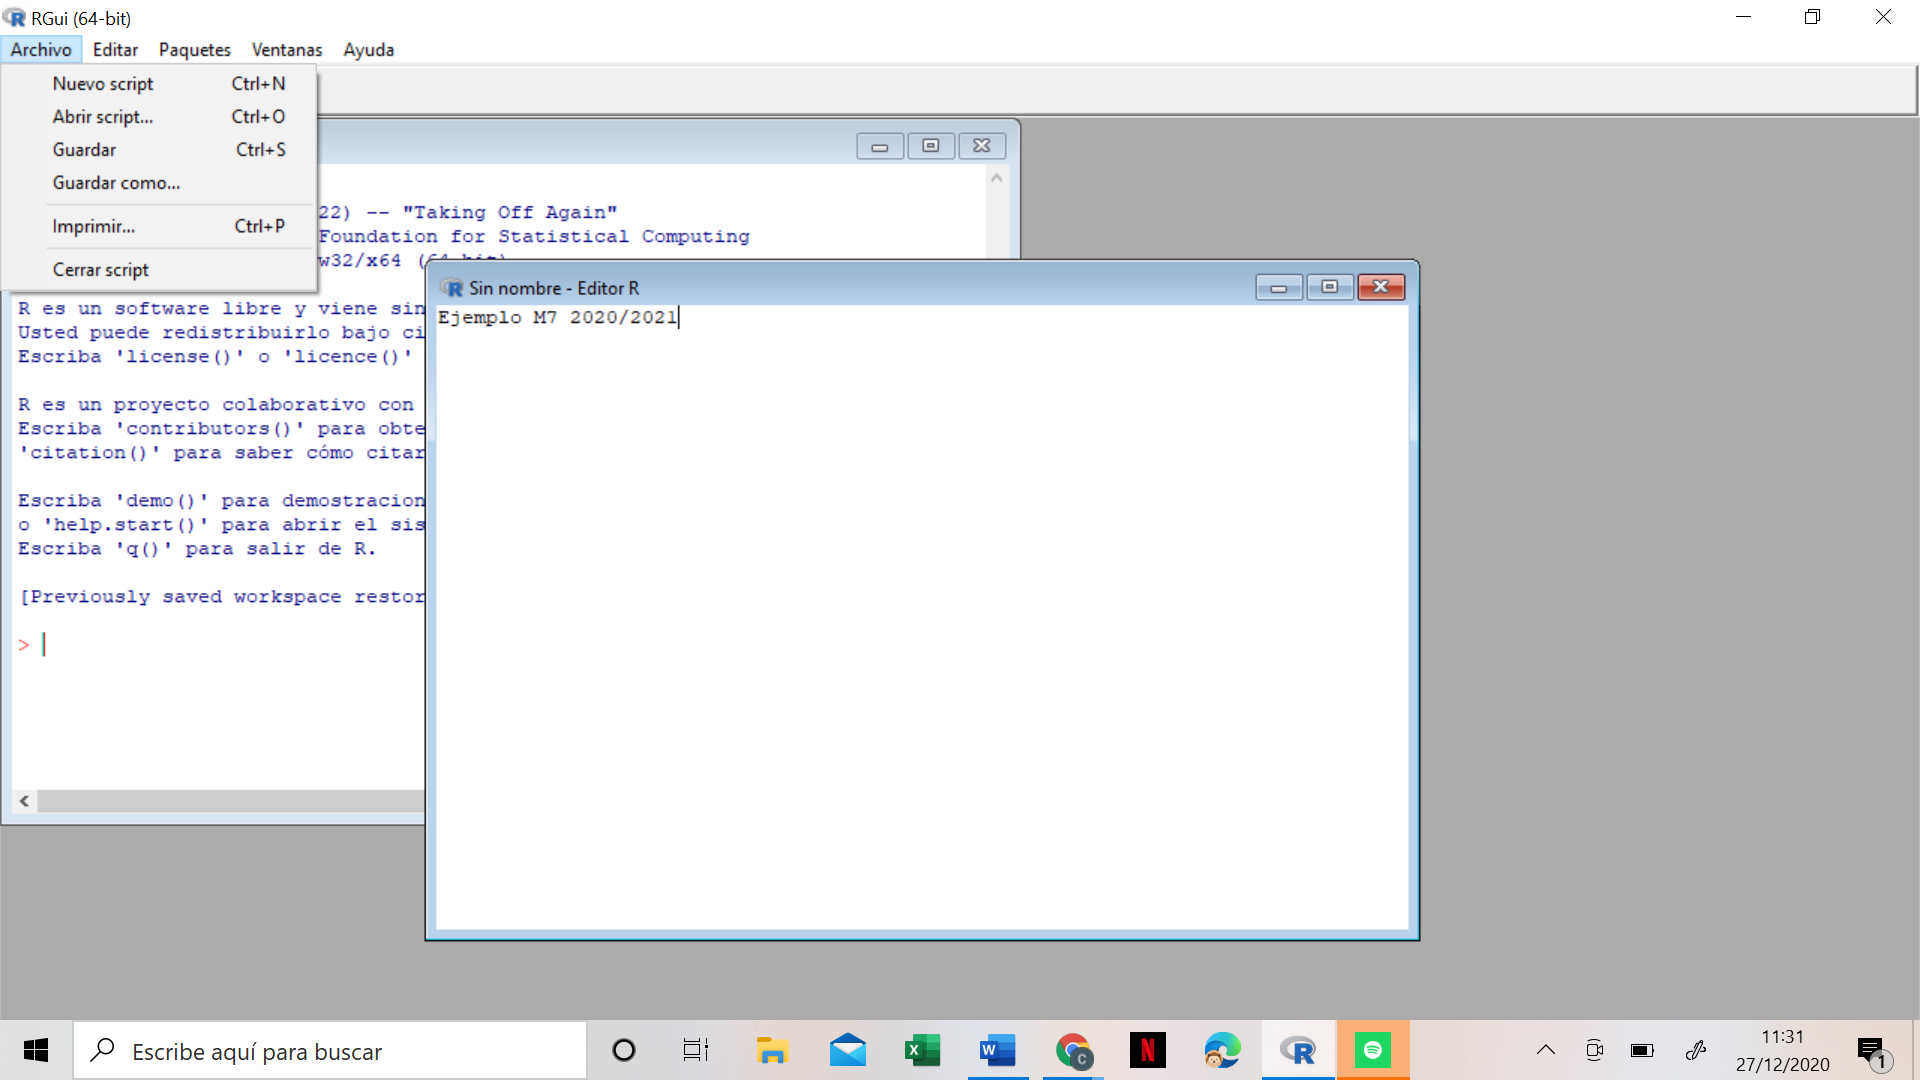 RGui (64-bit)
Archivo Editar Paquetes Ventanas Ayuda
Nuevo script Ctrl+N
Abrir script... Ctrl+O
Guardar Ctrl+S
Guardar como...
Imprimir... Ctrl+P
Cerrar script
22) -- "Taking Off Again"
Foundation for Statistical Computing
w32/x64 (64-bit)
R es un software libre y viene sin
Usted puede redistribuirlo bajo ci
Escriba 'license()' o 'licence()'
R es un proyecto colaborativo con
Escriba 'contributors()' para obte
'citation()' para saber cómo citar
Escriba 'demo()' para demostracion
o 'help.start()' para abrir el sis
Escriba 'q()' para salir de R.
[Previously saved workspace restor
>
Sin nombre - Editor R
Ejemplo M7 2020/2021
Escribe aquí para buscar
11:31
27/12/2020
1